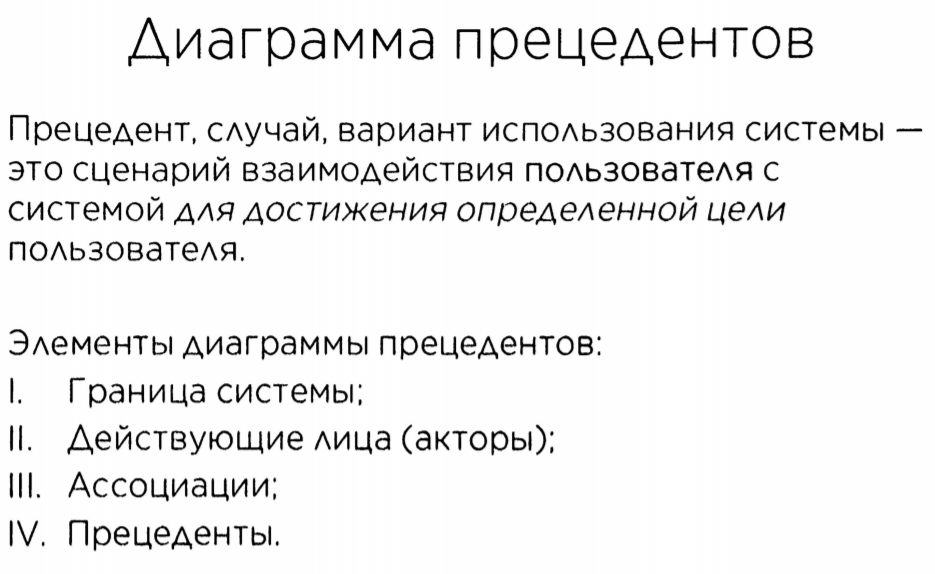 Диаграмма прецедентов
Прецедент, случай, вариант использования системы —
это сценарий взаимодействия пользователя с
системой для достижения определенной цели
пользователя.
Элементы диаграммы прецедентов:
I. Граница системы;
II. Действующие лица (акторы);
III. Ассоциации;
IV. Прецеденты.